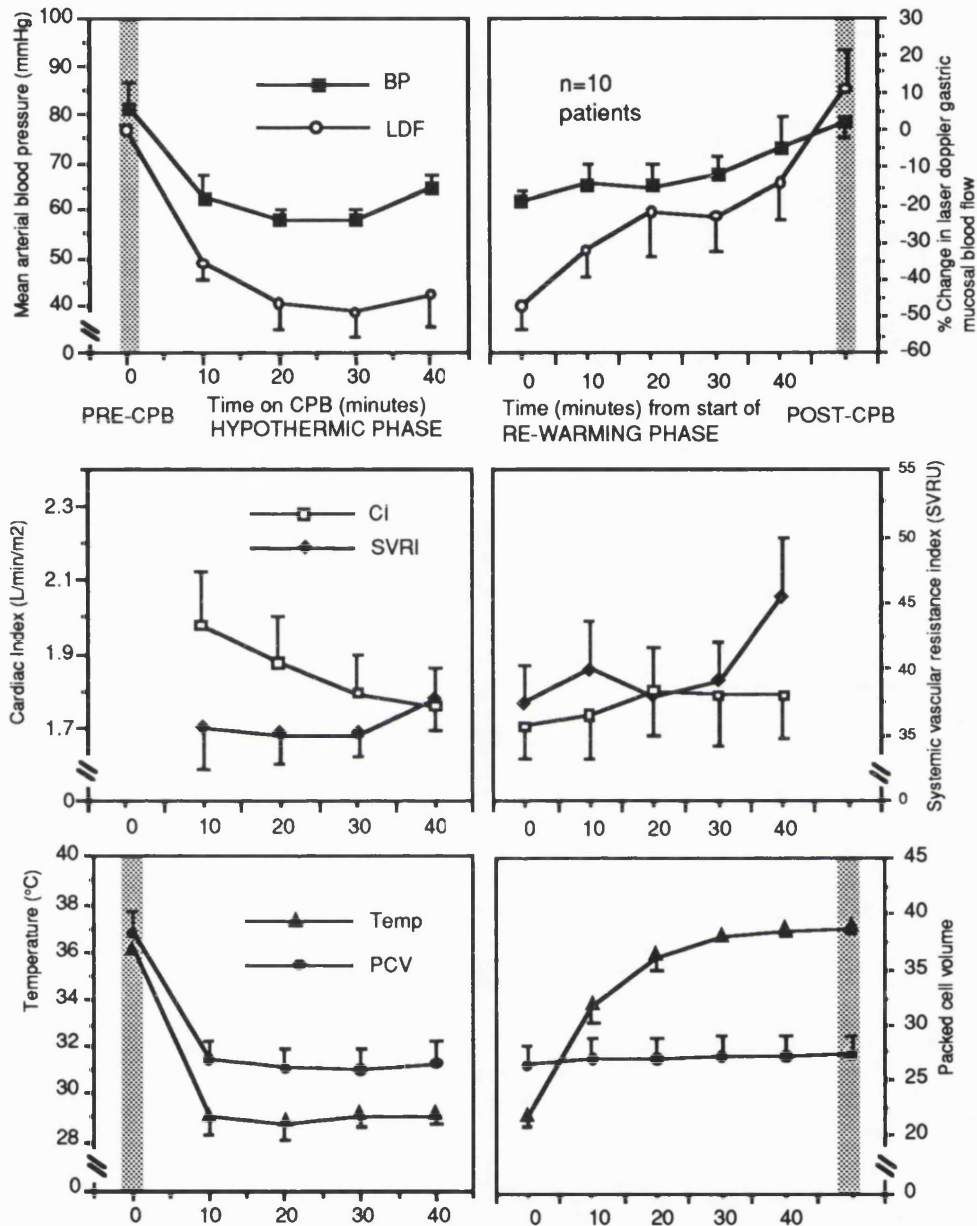 Mean arterial blood pressure (mmHg)
100
90
80
70
60
50
40
0
BP
LDF
n=10
patients
30
20
10
0
-10
-20
-30
-40
-50
-60
% Change in laser doppler gastric
mucosal blood flow
0 10 20 30 40
0 10 20 30 40
PRE-CPB
Time on CPB (minutes)
HYPOTHERMIC PHASE
Time (minutes) from start of
RE-WARMING PHASE
POST-CPB
Cardiac Index (L/min/m2)
2.3
2.1
1.9
1.7
0
CI
SVRI
55
50
45
40
35
0
Systemic vascular resistance index (SVRU)
0 10 20 30 40
0 10 20 30 40
Temperature (°C)
40
38
36
34
32
30
28
0
Temp
PCV
45
40
35
30
25
20
0
Packed cell volume
0 10 20 30 40
0 10 20 30 40